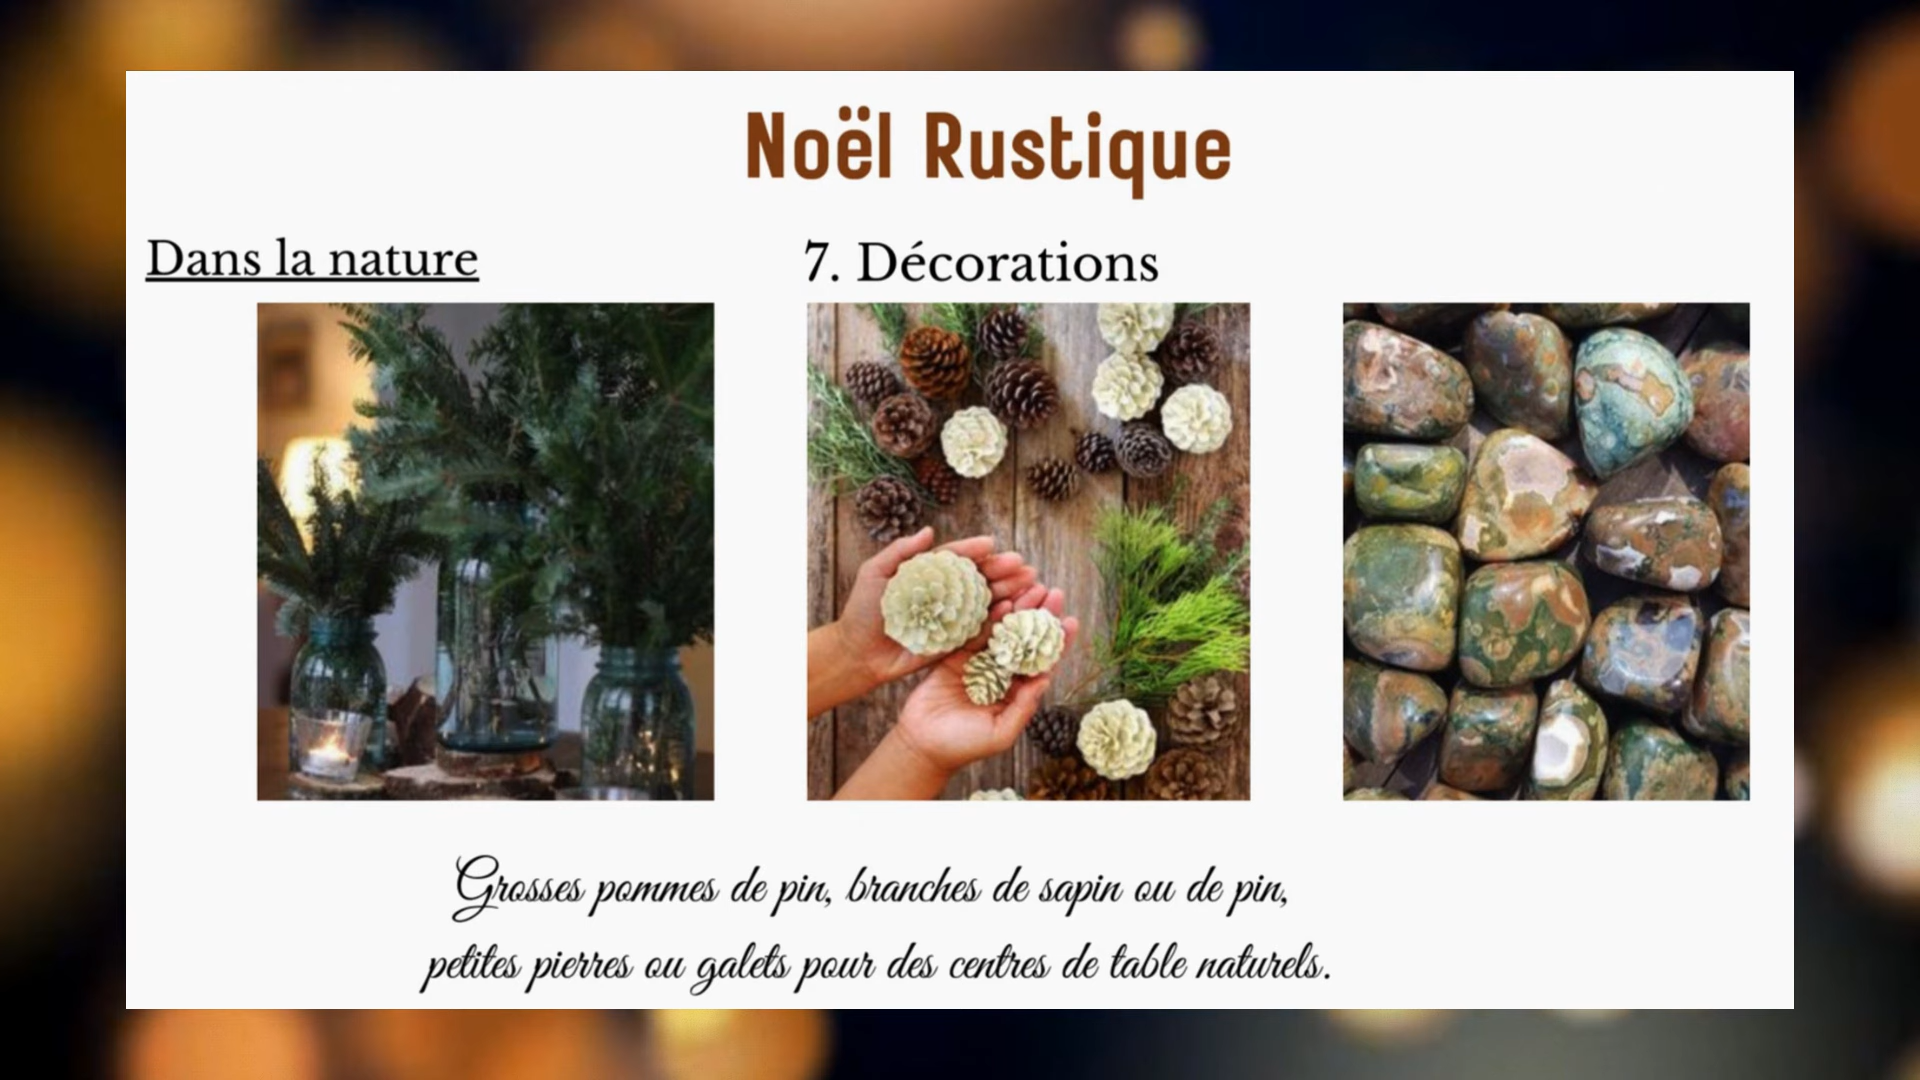 Noël Rustique
Dans la nature
7. Décorations
Grosses pommes de pin, branches de sapin ou de pin,
petites pierres ou galets pour des centres de table naturels.